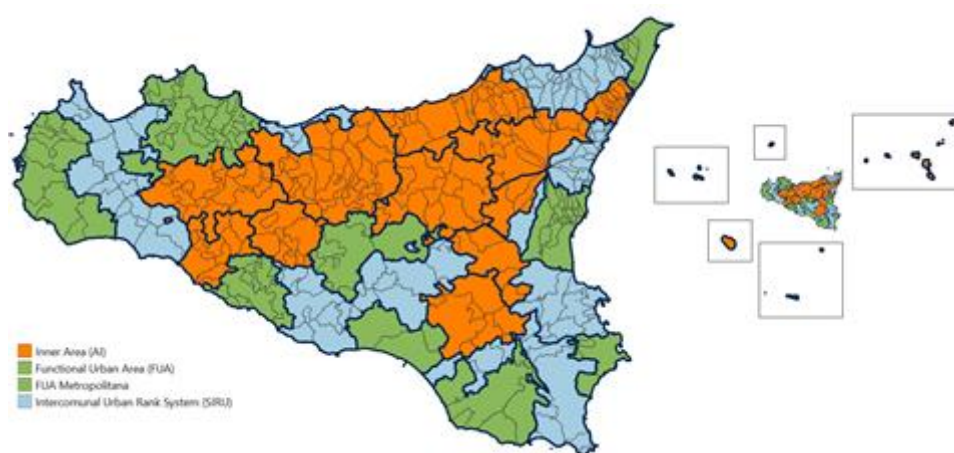 Inner Area (AI)
Functional Urban Area (FUA)
FUA Metropolitana
Intercomunal Urban Rank System (SIRU)